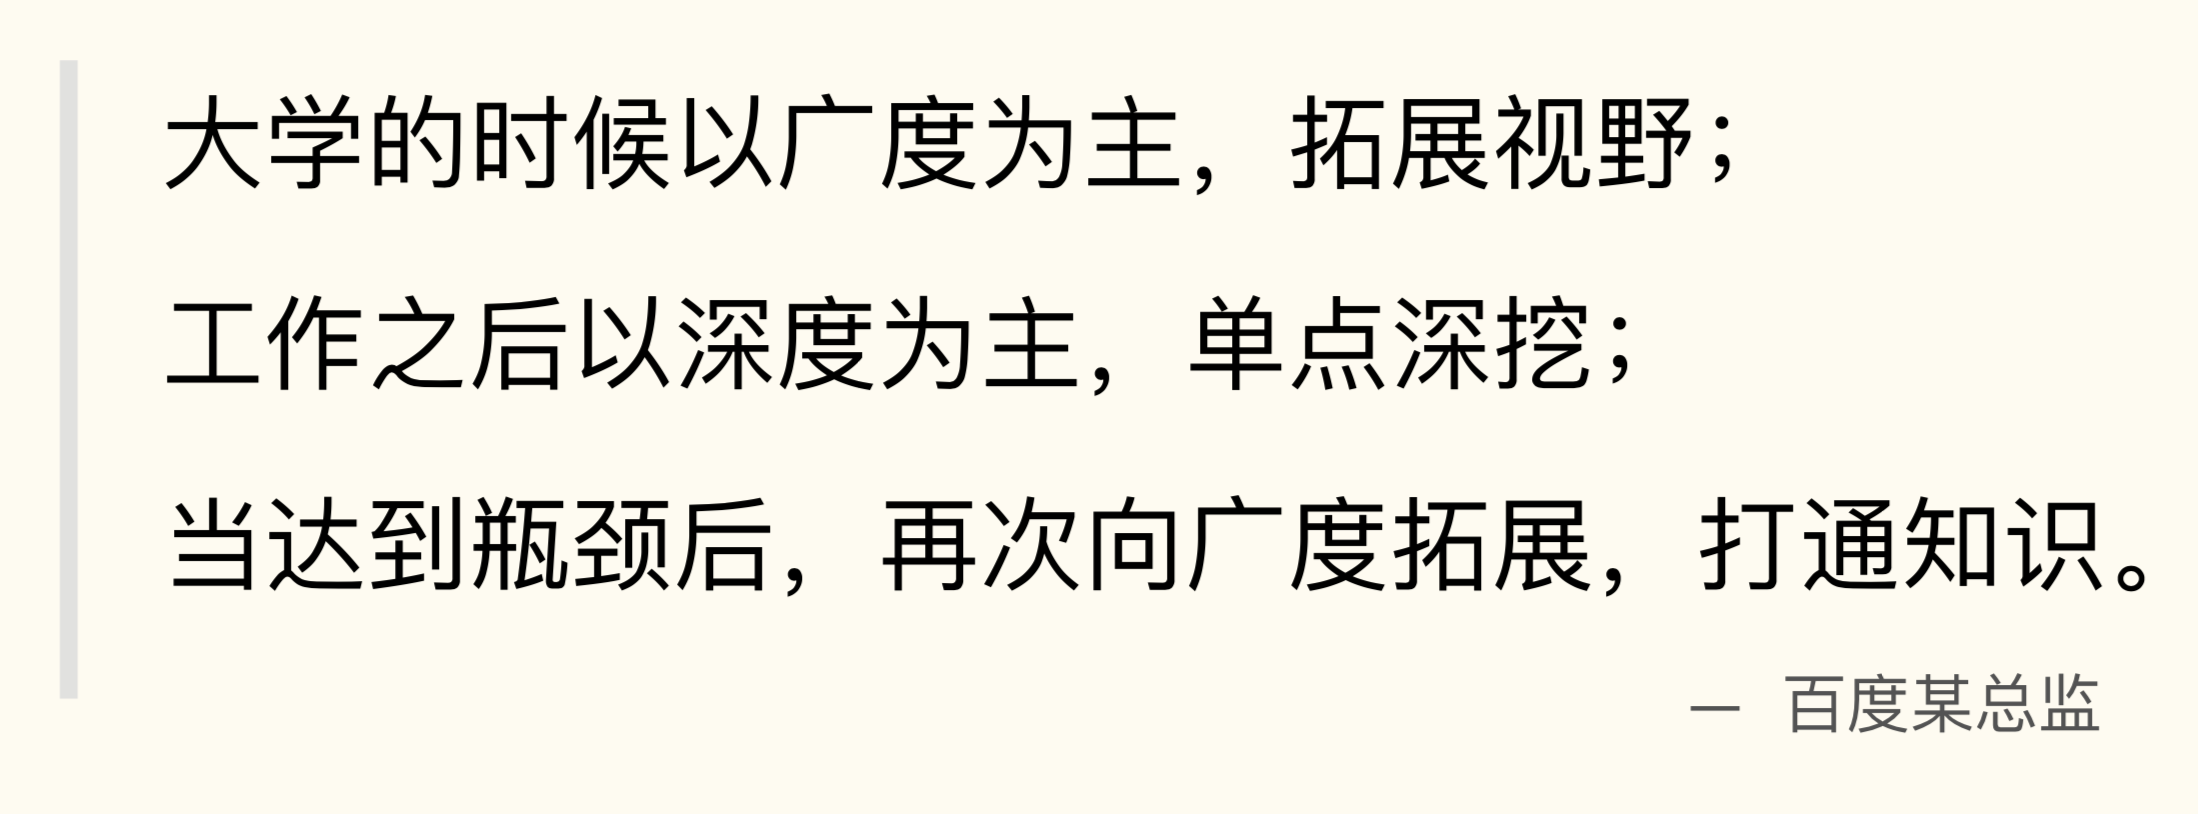 大学的时候以广度为主，拓展视野；
工作之后以深度为主，单点深挖；
当达到瓶颈后，再次向广度拓展，打通知识。
— 百度某总监